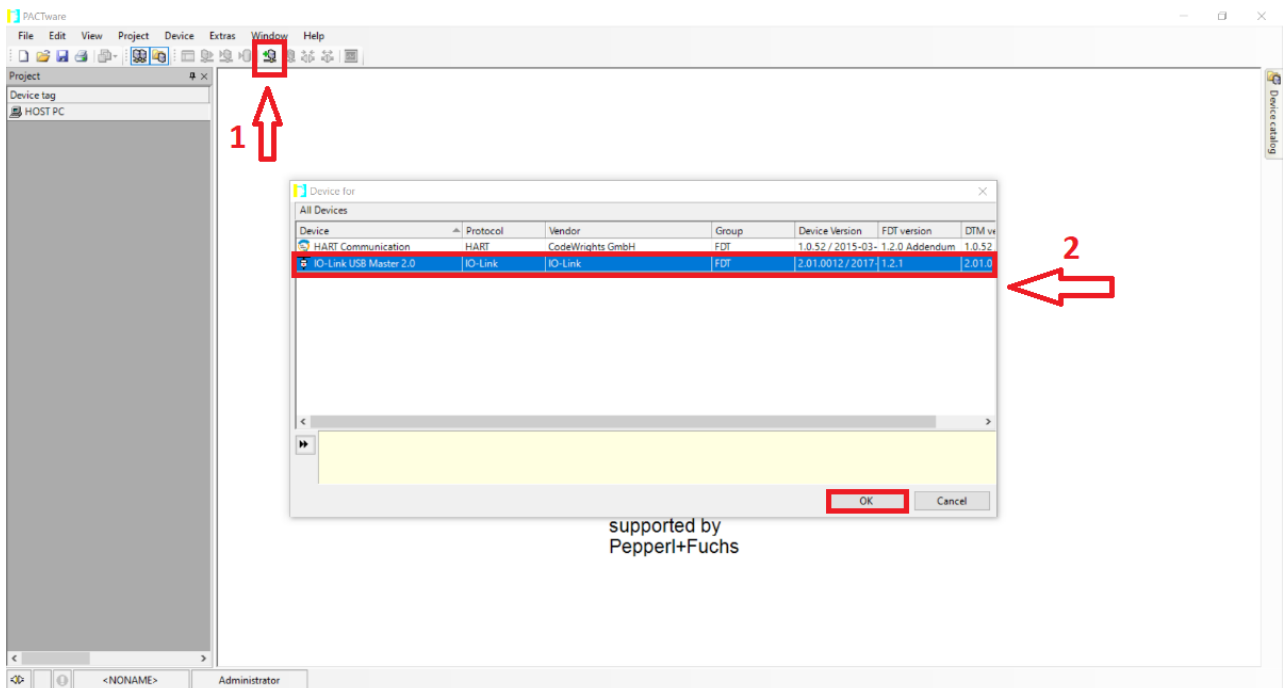 PACTware
File Edit View Project Device Extras Window Help
Project
Device tag
HOST PC
Device catalog
1
Device for
All Devices
Device Protocol Vendor Group Device Version FDT version DTM ve
HART Communication HART CodeWrights GmbH FDT 1.0.52 / 2015-03- 1.2.0 Addendum 1.0.52
IO-Link USB Master 2.0 IO-Link IO-Link FDT 2.01.0012 / 2017- 1.2.1 2.01.0
2
OK Cancel
supported by
Pepperl+Fuchs
<NONAME> Administrator